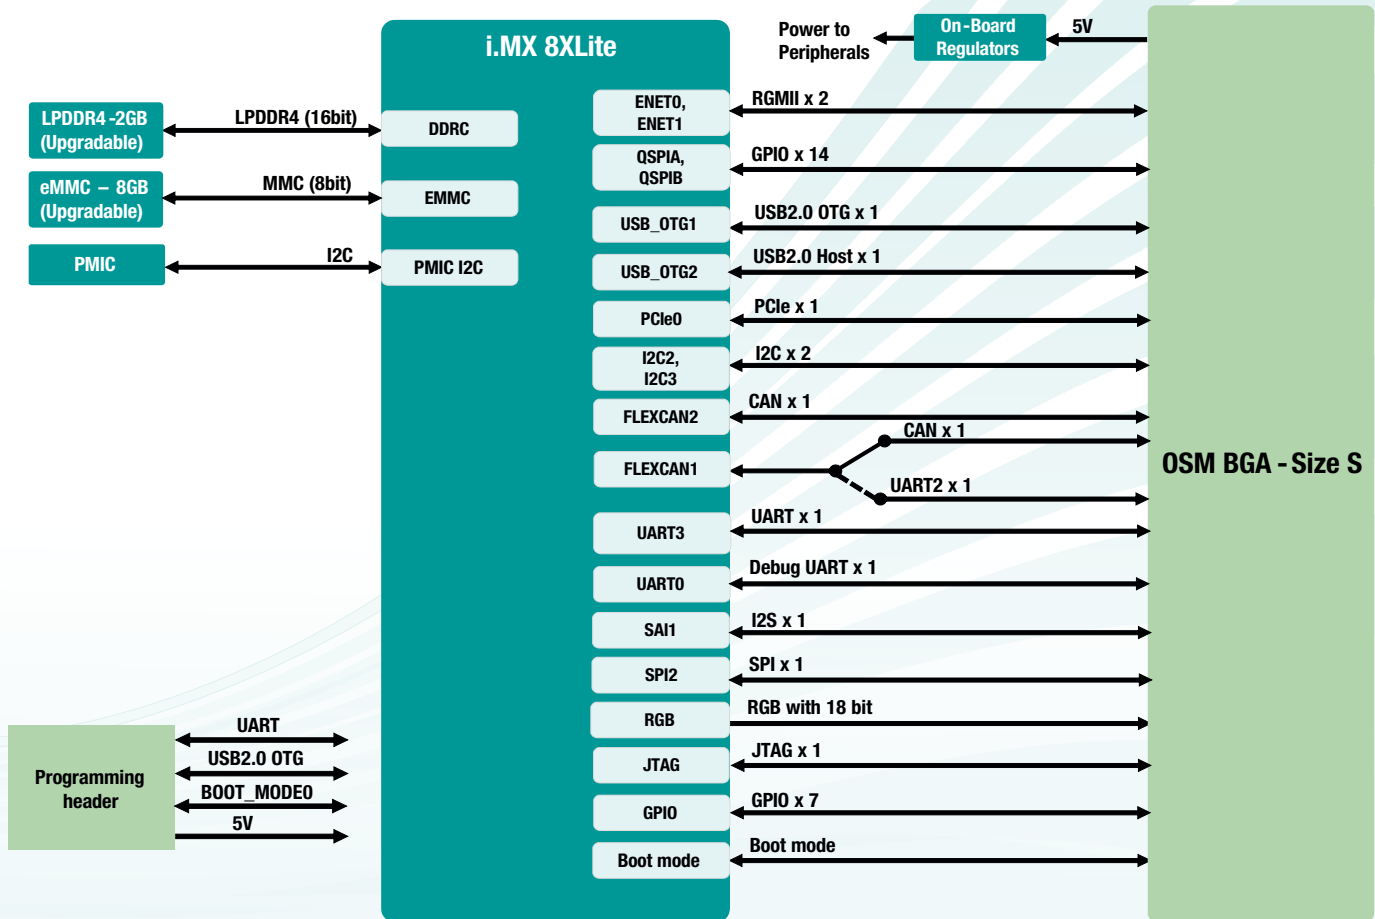 i.MX 8XLite
Power to
Peripherals
On-Board
Regulators
5V
LPDDR4 -2GB
(Upgradable)
LPDDR4 (16bit)
DDRC
eMMC – 8GB
(Upgradable)
MMC (8bit)
EMMC
PMIC
I2C
PMIC I2C
ENET0,
ENET1
RGMII x 2
QSPIA,
QSPIB
GPIO x 14
USB_OTG1
USB2.0 OTG x 1
USB_OTG2
USB2.0 Host x 1
PCIe0
PCIe x 1
I2C2,
I2C3
I2C x 2
FLEXCAN2
CAN x 1
FLEXCAN1
CAN x 1
UART2 x 1
UART3
UART x 1
UART0
Debug UART x 1
SAI1
I2S x 1
SPI2
SPI x 1
RGB
RGB with 18 bit
JTAG
JTAG x 1
GPIO
GPIO x 7
Boot mode
Boot mode
OSM BGA - Size S
Programming
header
UART
USB2.0 OTG
BOOT_MODE0
5V